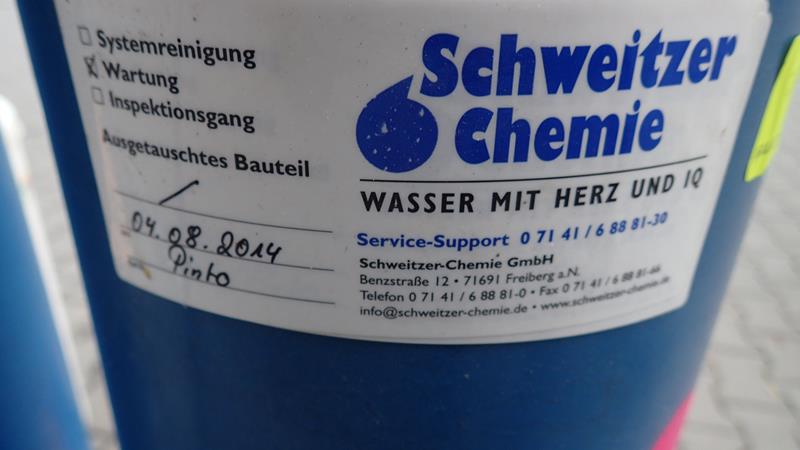 Systemreinigung
Wartung
Inspektionsgang
Ausgetauschtes Bauteil
04.08.2014
Pinto
Schweitzer
Chemie
WASSER MIT HERZ UND IQ
Service-Support 0 71 41 / 6 88 81-30
Schweitzer-Chemie GmbH
Benzstraße 12 • 71691 Freiberg a.N.
Telefon 0 71 41 / 6 88 81-0 • Fax 0 71 41 / 6 88 81-66
info@schweitzer-chemie.de • www.schweitzer-chemie.de